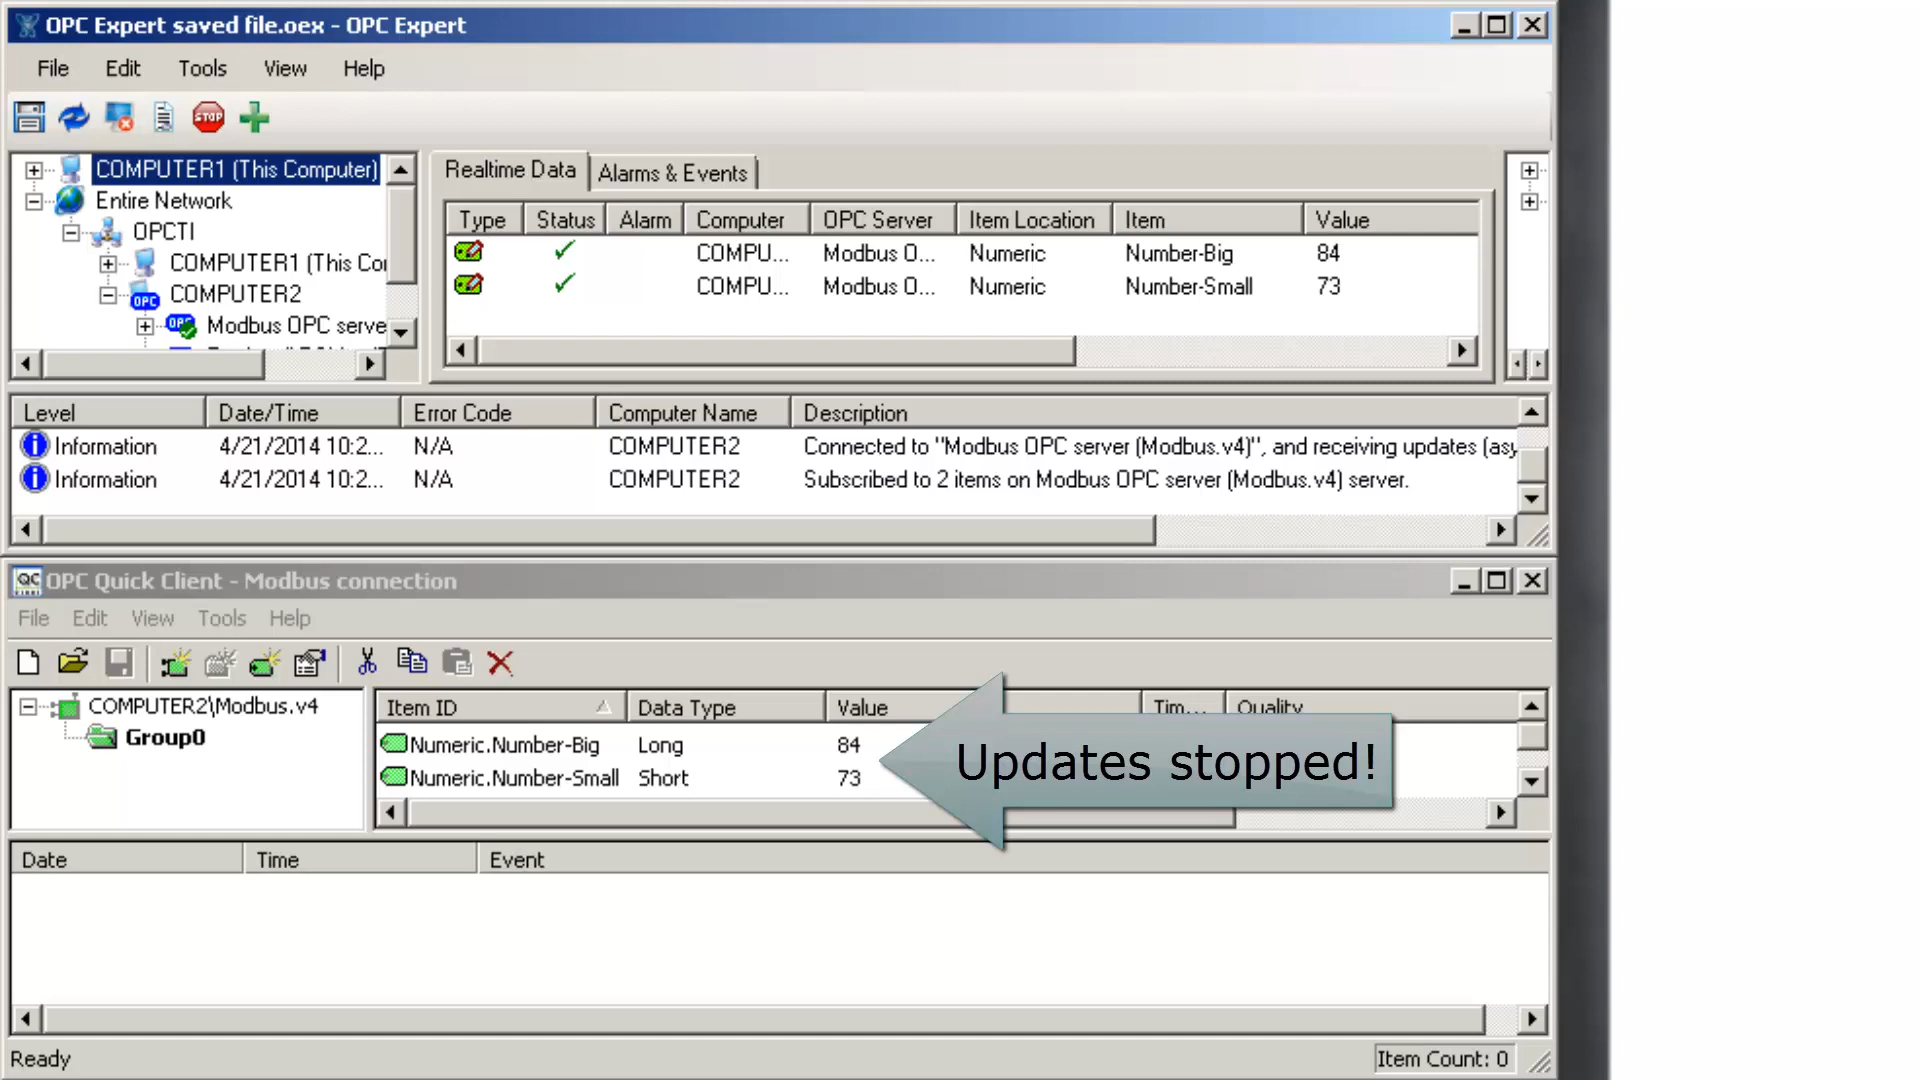 OPC Expert saved file.oex - OPC Expert
File Edit Tools View Help
STOP
COMPUTER1 (This Computer)
Entire Network
OPCTI
COMPUTER1 (This Co
COMPUTER2
OPC
Modbus OPC serve
Realtime Data Alarms & Events
Type Status Alarm Computer OPC Server Item Location Item Value
COMPU... Modbus O... Numeric Number-Big 84
COMPU... Modbus O... Numeric Number-Small 73
Level Date/Time Error Code Computer Name Description
Information 4/21/2014 10:2... N/A COMPUTER2 Connected to "Modbus OPC server (Modbus.v4)", and receiving updates (asy
Information 4/21/2014 10:2... N/A COMPUTER2 Subscribed to 2 items on Modbus OPC server (Modbus.v4) server.
QC OPC Quick Client - Modbus connection
File Edit View Tools Help
COMPUTER2\Modbus.v4
Group0
Item ID Data Type Value Tim... Quality
Numeric.Number-Big Long 84
Numeric.Number-Small Short 73
Updates stopped!
Date Time Event
Ready Item Count: 0